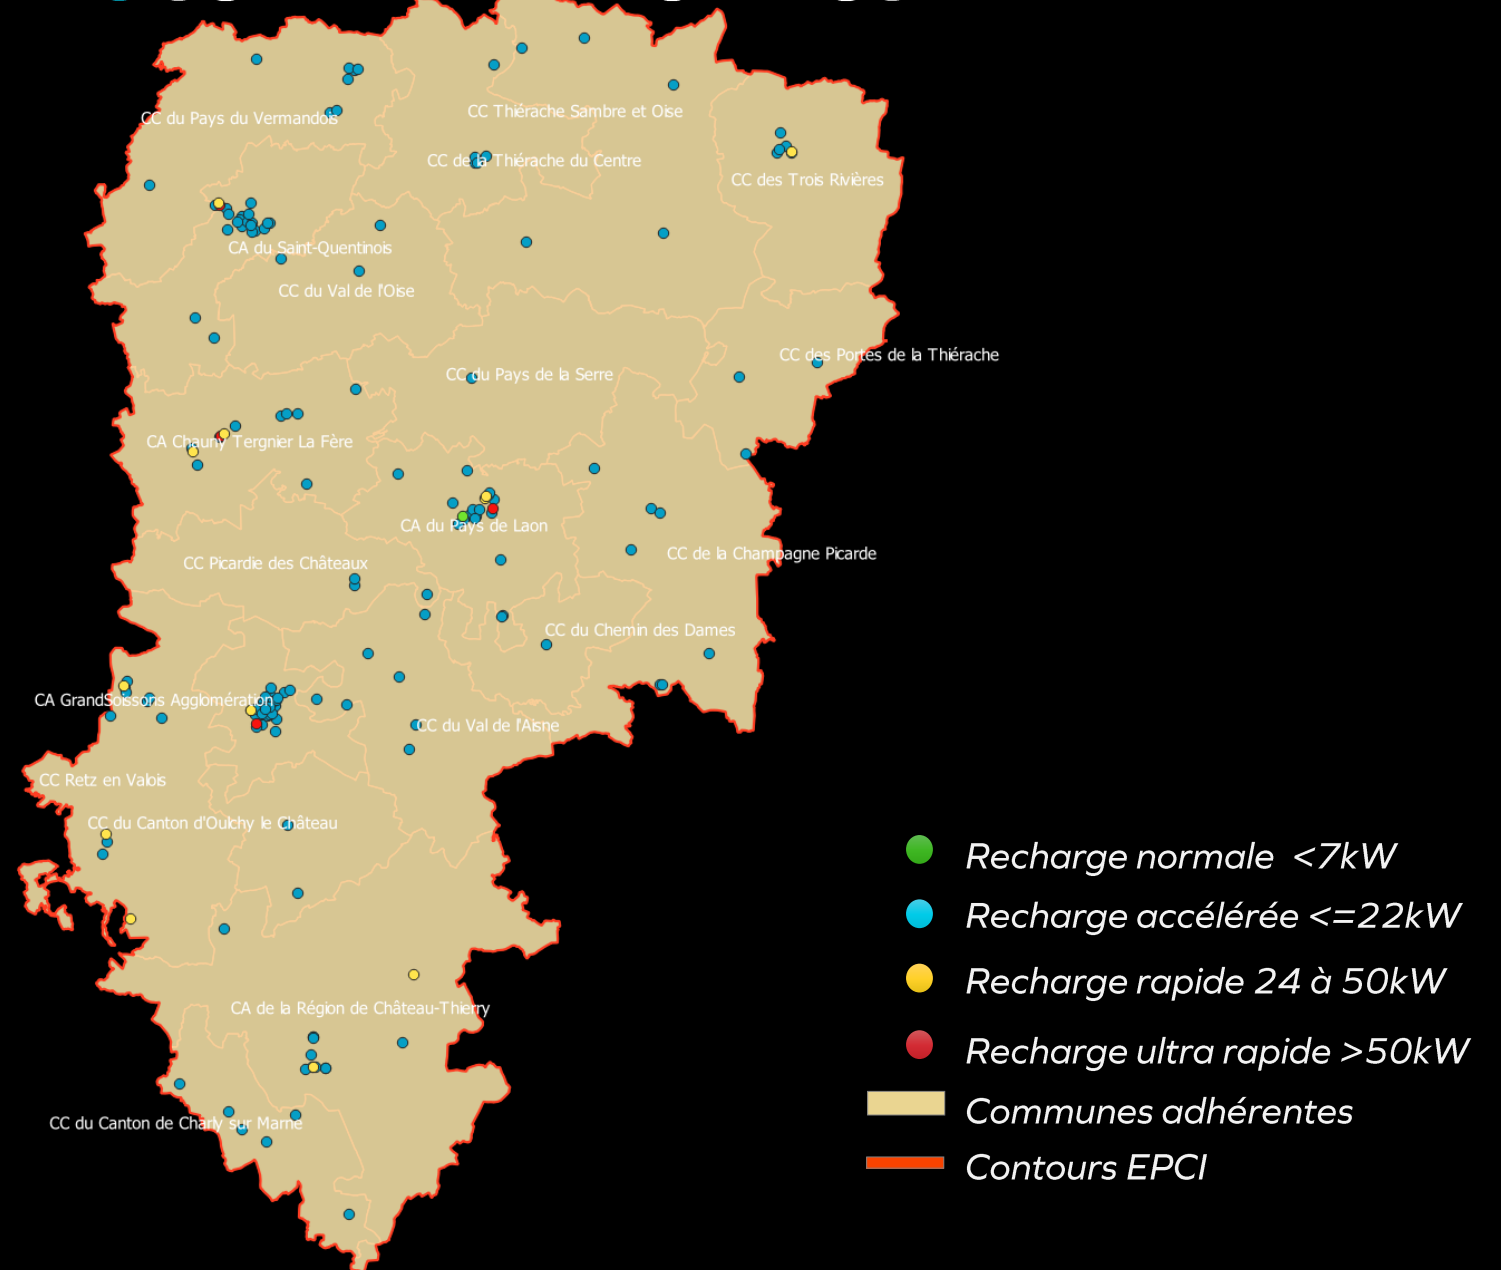 CC du Pays du Vermandois
CC Thiérache Sambre et Oise
CC de la Thiérache du Centre
CC des Trois Rivières
CA du Saint-Quentinois
CC du Val de l'Oise
CC des Portes de la Thiérache
CC du Pays de la Serre
CA Chauny Tergnier La Fère
CA du Pays de Laon
CC de la Champagne Picarde
CC Picardie des Châteaux
CC du Chemin des Dames
CA GrandSoissons Agglomération
CC du Val de l'Aisne
CC Retz en Valois
CC du Canton d'Oulchy le Château
CA de la Région de Château-Thierry
CC du Canton de Charly sur Marne
Recharge normale <7kW
Recharge accélérée <=22kW
Recharge rapide 24 à 50kW
Recharge ultra rapide >50kW
Communes adhérentes
Contours EPCI